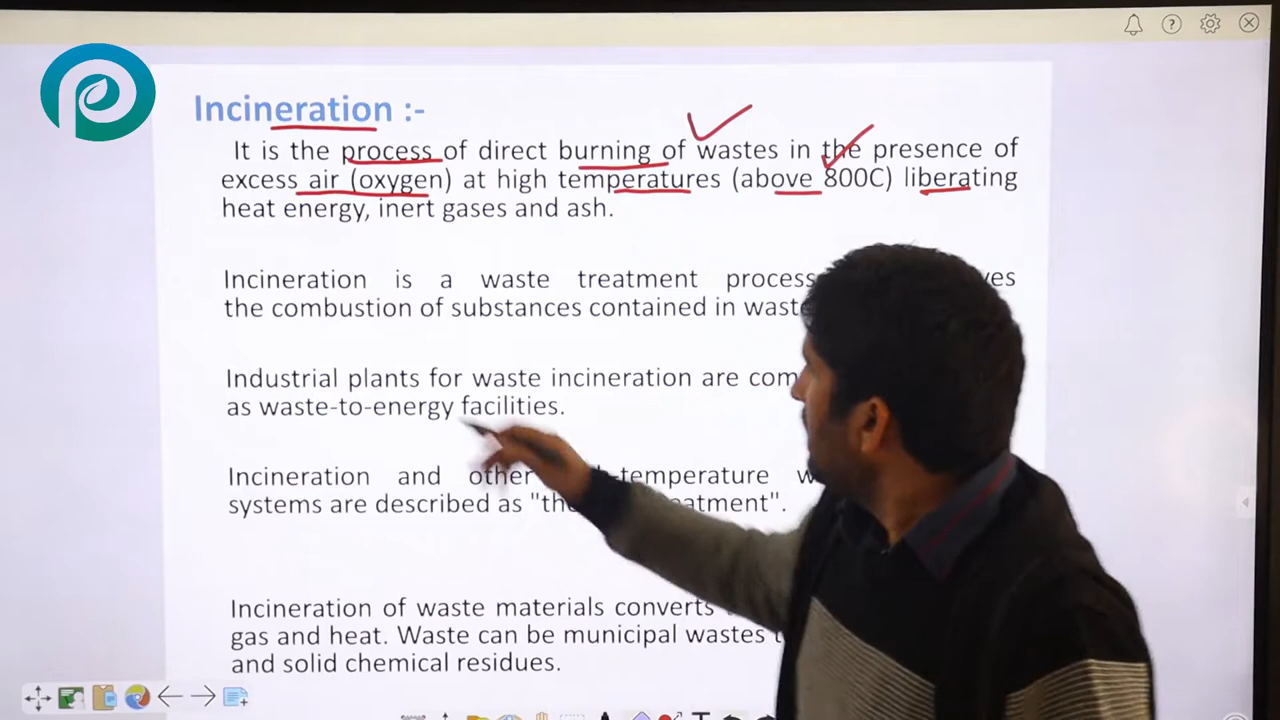 Incineration :-
It is the process of direct burning of wastes in the presence of
excess air (oxygen) at high temperatures (above 800C) liberating
heat energy, inert gases and ash.
Incineration is a waste treatment process
the combustion of substances contained in waste
Industrial plants for waste incineration are
as waste-to-energy facilities.
Incineration and other temperature
systems are described as
Incineration of waste materials converts
gas and heat. Waste can be municipal wastes
and solid chemical residues.